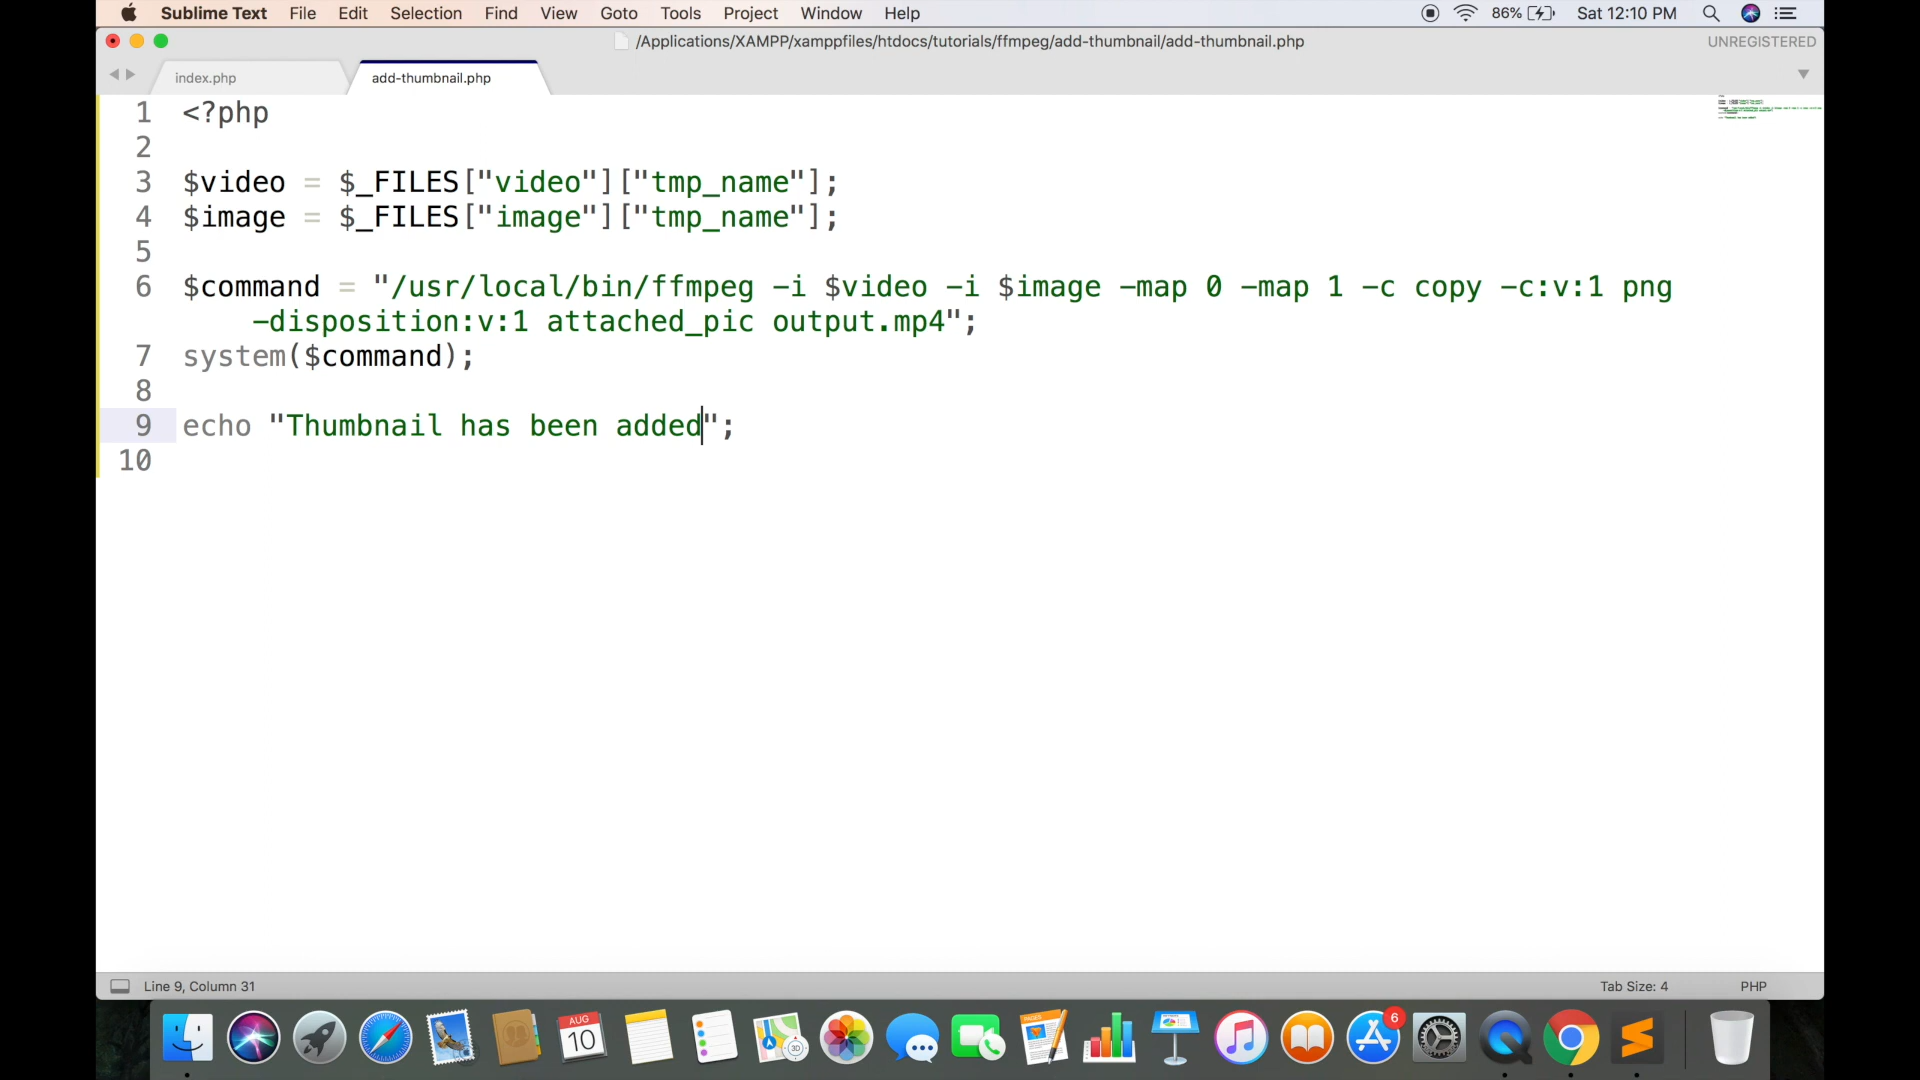 Sublime Text File Edit Selection Find View Goto Tools Project Window Help 86% Sat 12:10 PM
/Applications/XAMPP/xamppfiles/htdocs/tutorials/ffmpeg/add-thumbnail/add-thumbnail.php UNREGISTERED
index.php add-thumbnail.php
1 <?php
2
3 $video = $_FILES["video"]["tmp_name"];
4 $image = $_FILES["image"]["tmp_name"];
5
6 $command = "/usr/local/bin/ffmpeg -i $video -i $image -map 0 -map 1 -c copy -c:v:1 png
-disposition:v:1 attached_pic output.mp4";
7 system($command);
8
9 echo "Thumbnail has been added";
10
Line 9, Column 31 Tab Size: 4 PHP
AUG
10
6